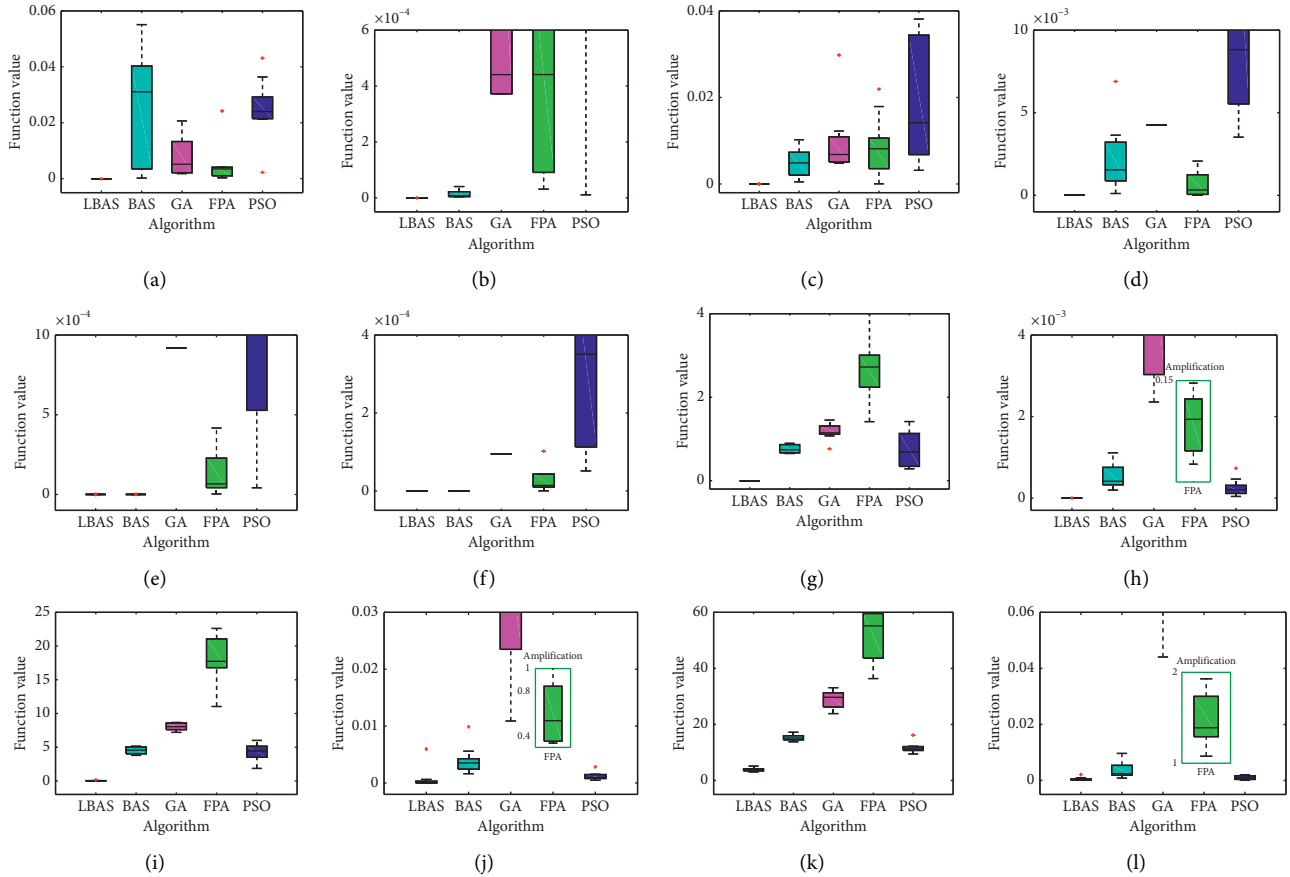 0.06
0.04
0.02
0
Function value
LBAS BAS GA FPA PSO
Algorithm
(a)
×10⁻⁴
6
4
2
0
Function value
LBAS BAS GA FPA PSO
Algorithm
(b)
0.04
0.02
0
Function value
LBAS BAS GA FPA PSO
Algorithm
(c)
×10⁻³
10
5
0
Function value
LBAS BAS GA FPA PSO
Algorithm
(d)
×10⁻⁴
10
5
0
Function value
LBAS BAS GA FPA PSO
Algorithm
(e)
×10⁻⁴
4
2
0
Function value
LBAS BAS GA FPA PSO
Algorithm
(f)
4
2
0
Function value
LBAS BAS GA FPA PSO
Algorithm
(g)
×10⁻³
4
2
0
Function value
Amplification
0.15
FPA
LBAS BAS GA FPA PSO
Algorithm
(h)
25
20
15
10
5
0
Function value
LBAS BAS GA FPA PSO
Algorithm
(i)
0.03
0.02
0.01
0
Function value
Amplification
1
0.8
0.4
FPA
LBAS BAS GA FPA PSO
Algorithm
(j)
60
40
20
0
Function value
LBAS BAS GA FPA PSO
Algorithm
(k)
0.06
0.04
0.02
0
Function value
Amplification
2
1
FPA
LBAS BAS GA FPA PSO
Algorithm
(l)